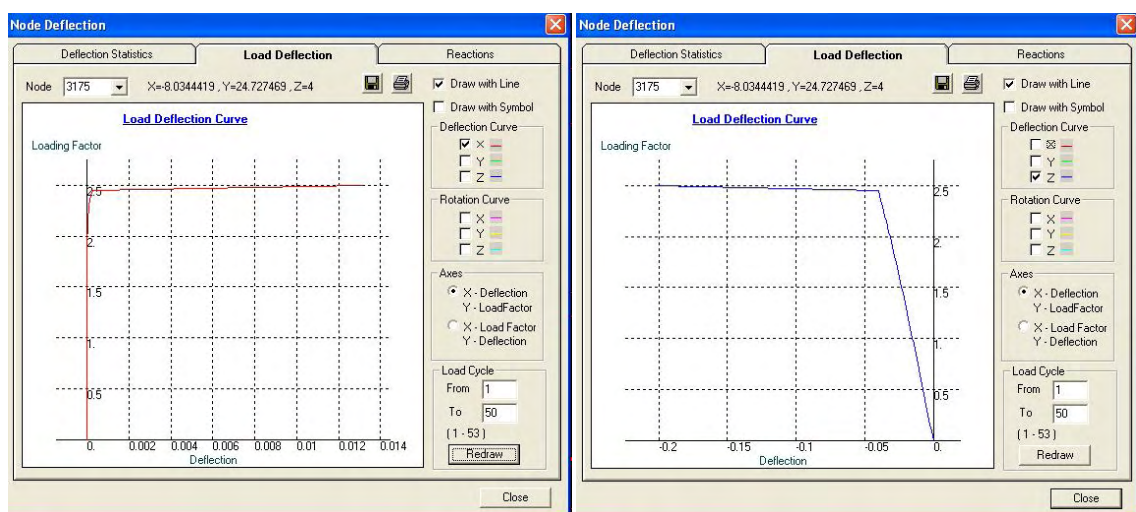 Node Deflection
Deflection Statistics Load Deflection Reactions
Node 3175 X=-8.0344419 , Y=24.727469 , Z=4
Draw with Line
Draw with Symbol
Load Deflection Curve
Loading Factor
2.5
2.
1.5
1.
0.5
0. 0.002 0.004 0.006 0.008 0.01 0.012 0.014
Deflection
Deflection Curve
X
Y
Z
Rotation Curve
X
Y
Z
Axes
X - Deflection
Y - LoadFactor
X - Load Factor
Y - Deflection
Load Cycle
From 1
To 50
( 1 - 53 )
Redraw
Close
Node Deflection
Deflection Statistics Load Deflection Reactions
Node 3175 X=-8.0344419 , Y=24.727469 , Z=4
Draw with Line
Draw with Symbol
Load Deflection Curve
Loading Factor
2.5
2.
1.5
1.
0.5
-0.2 -0.15 -0.1 -0.05 0.
Deflection
Deflection Curve
X
Y
Z
Rotation Curve
X
Y
Z
Axes
X - Deflection
Y - LoadFactor
X - Load Factor
Y - Deflection
Load Cycle
From 1
To 50
( 1 - 53 )
Redraw
Close